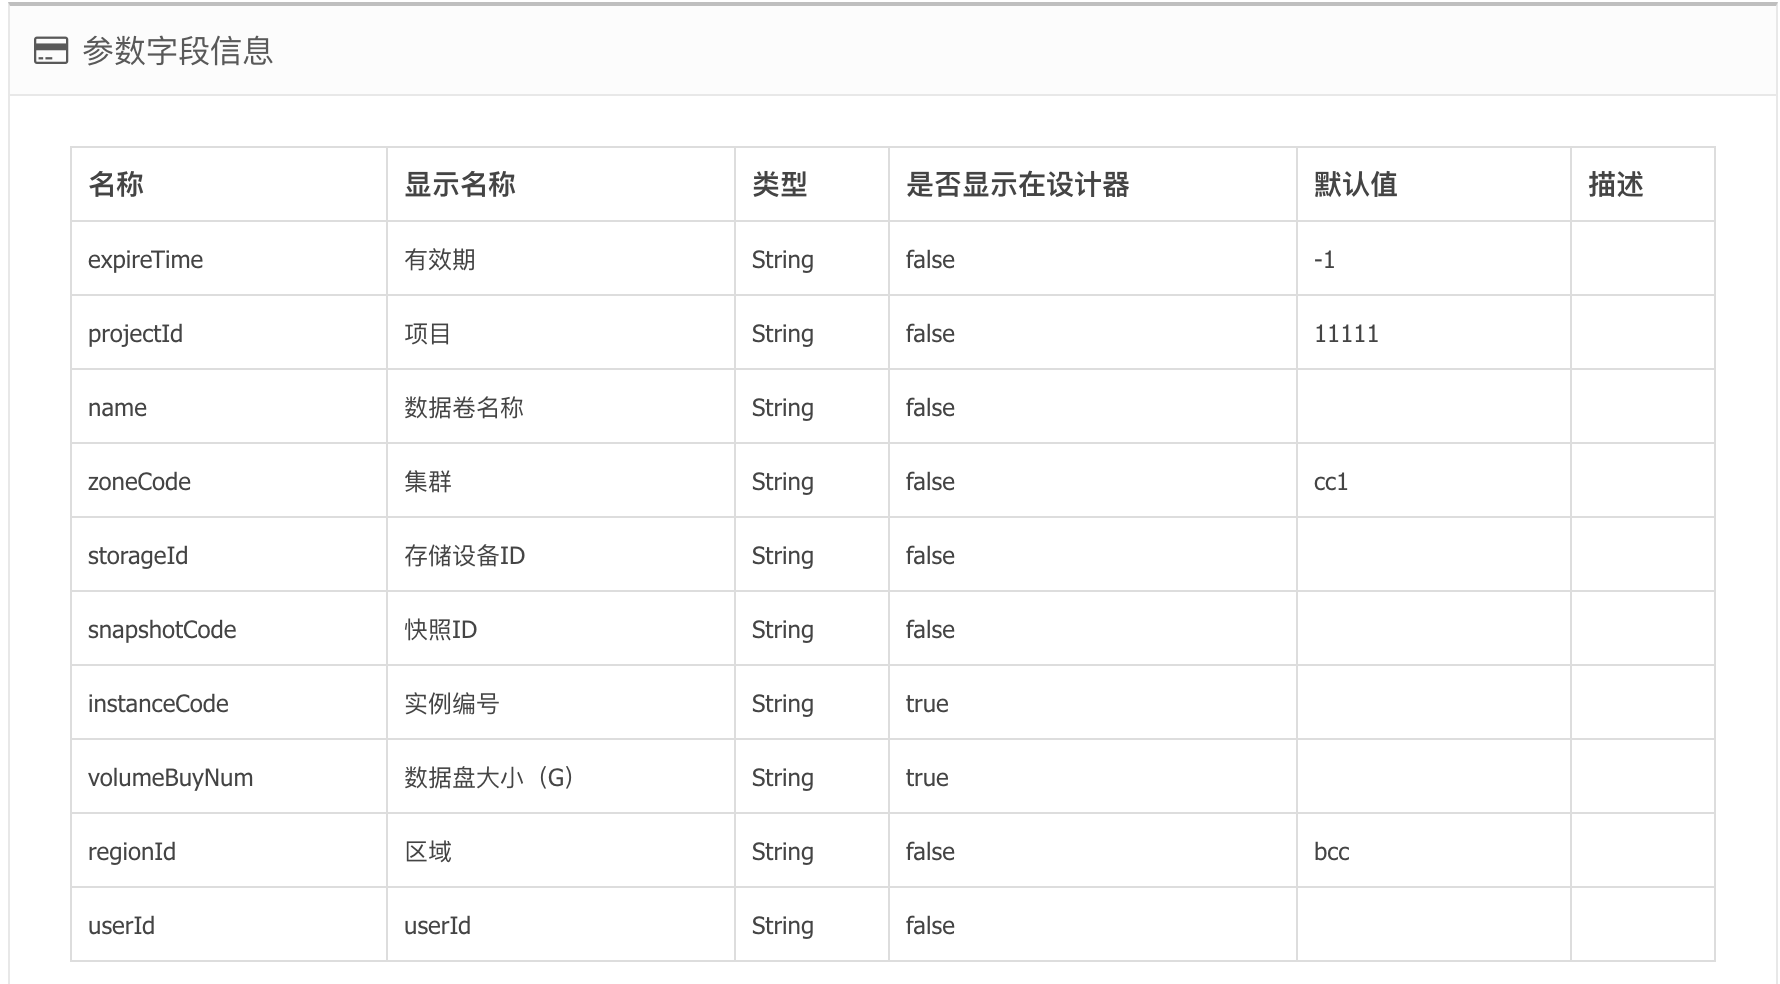 参数字段信息
名称 显示名称 类型 是否显示在设计器 默认值 描述
expireTime 有效期 String false -1
projectId 项目 String false 11111
name 数据卷名称 String false
zoneCode 集群 String false cc1
storageId 存储设备ID String false
snapshotCode 快照ID String false
instanceCode 实例编号 String true
volumeBuyNum 数据盘大小（G） String true
regionId 区域 String false bcc
userId userId String false